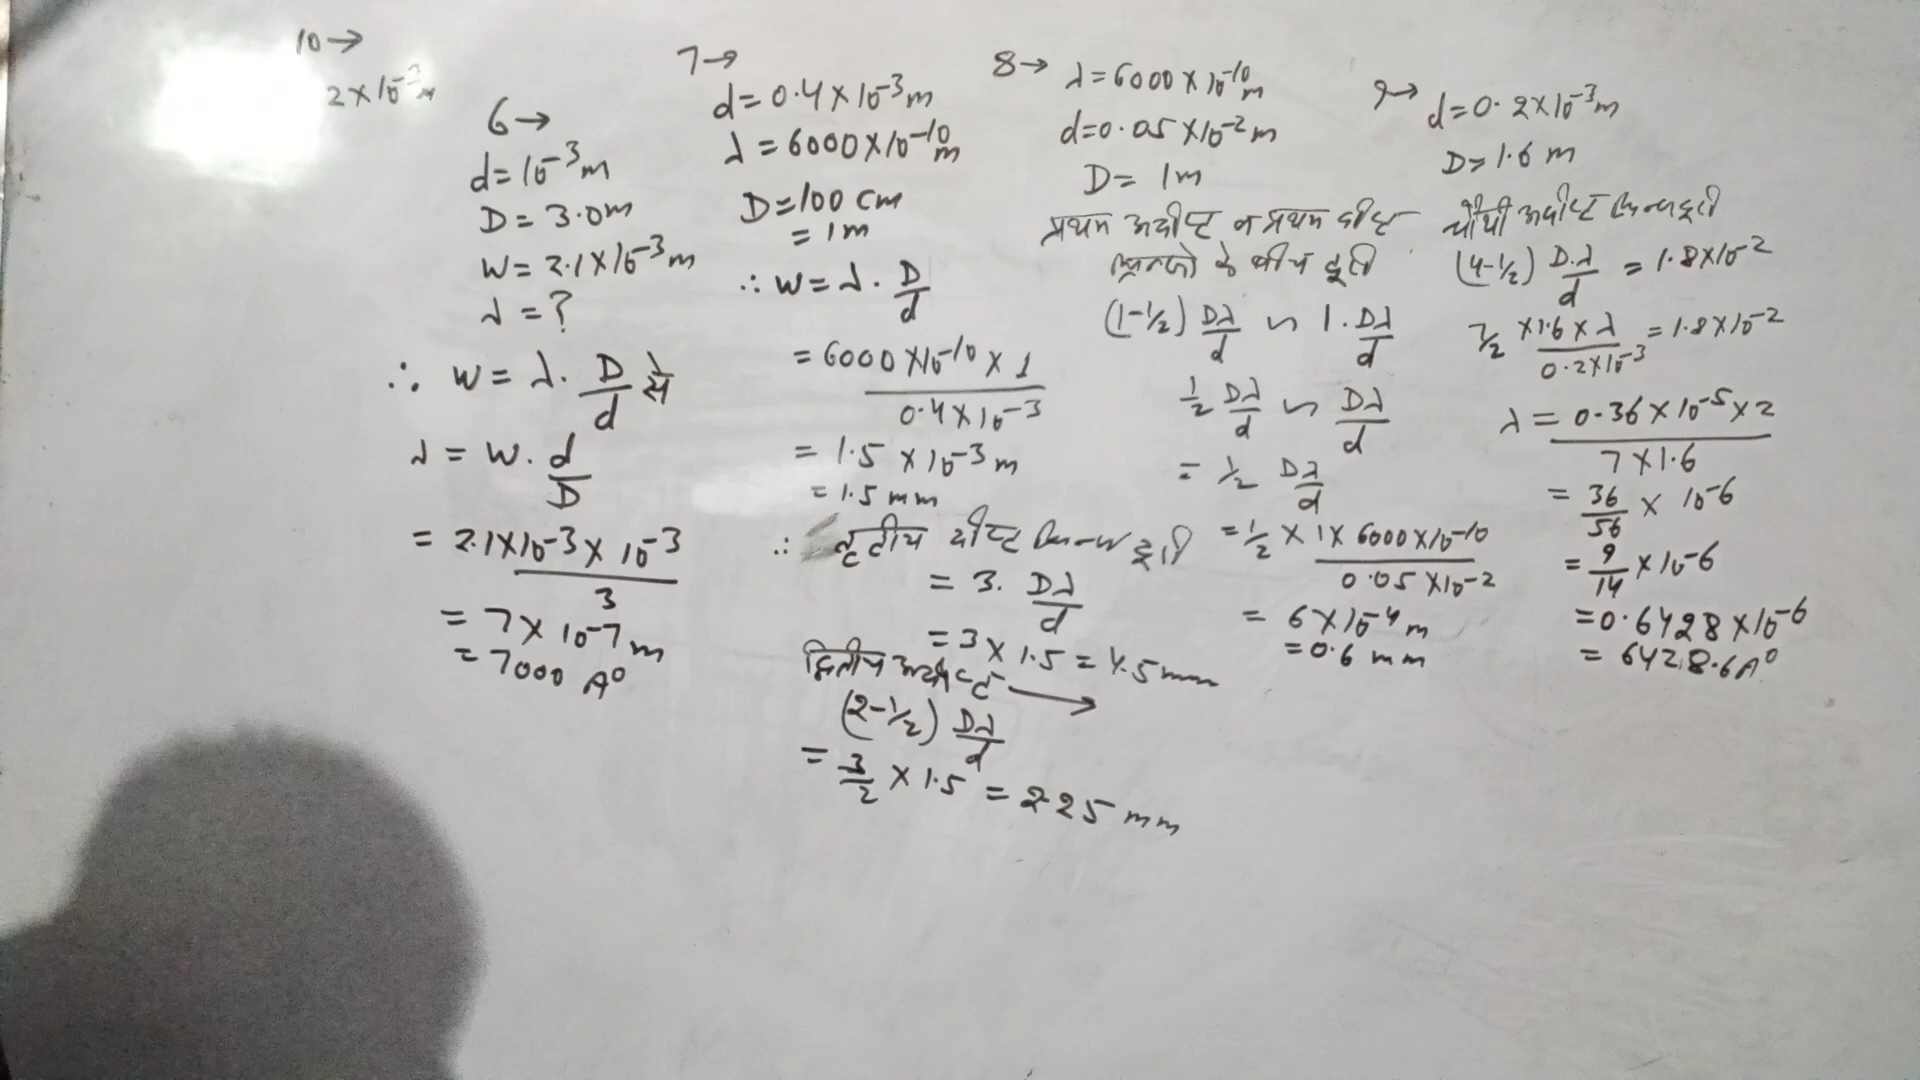 10→
2×10⁻³m
6→
d=10⁻³m
D=3.0m
W=2.1×10⁻³m
λ=?
∴ W=λ.D/d से
λ=W.d/D
=2.1×10⁻³×10⁻³/3
=7×10⁻⁷m
=7000 A°
7→
d=0.4×10⁻³m
λ=6000×10⁻¹⁰m
D=100 cm
=1m
∴ W=λ.D/d
=6000×10⁻¹⁰×1/0.4×10⁻³
=1.5×10⁻³m
=1.5 mm
∴ तृतीय दीप्त फ्रिन्ज दूरी
=3.Dλ/d
=3×1.5=4.5mm
द्वितीय अदीप्त →
(2-½) Dλ/d
=3/2×1.5=2.25 mm
8→ λ=6000×10⁻¹⁰m
d=0.05×10⁻²m
D=1m
प्रथम अदीप्त व प्रथम दीप्त
फ्रिन्जो के बीच दूरी
(1-½) Dλ/d ~ 1.Dλ/d
½ Dλ/d ~ Dλ/d
=½ Dλ/d
=½×1×6000×10⁻¹⁰/0.05×10⁻²
=6×10⁻⁴m
=0.6 mm
9→ d=0.2×10⁻³m
D=1.6 m
चौथी अदीप्त फ्रिन्ज दूरी
(4-½) D.λ/d=1.8×10⁻²
7/2×1.6×λ/0.2×10⁻³=1.8×10⁻²
λ=0.36×10⁻⁵×2/7×1.6
=36/56×10⁻⁶
=9/14×10⁻⁶
=0.6428×10⁻⁶
=6428.6A°